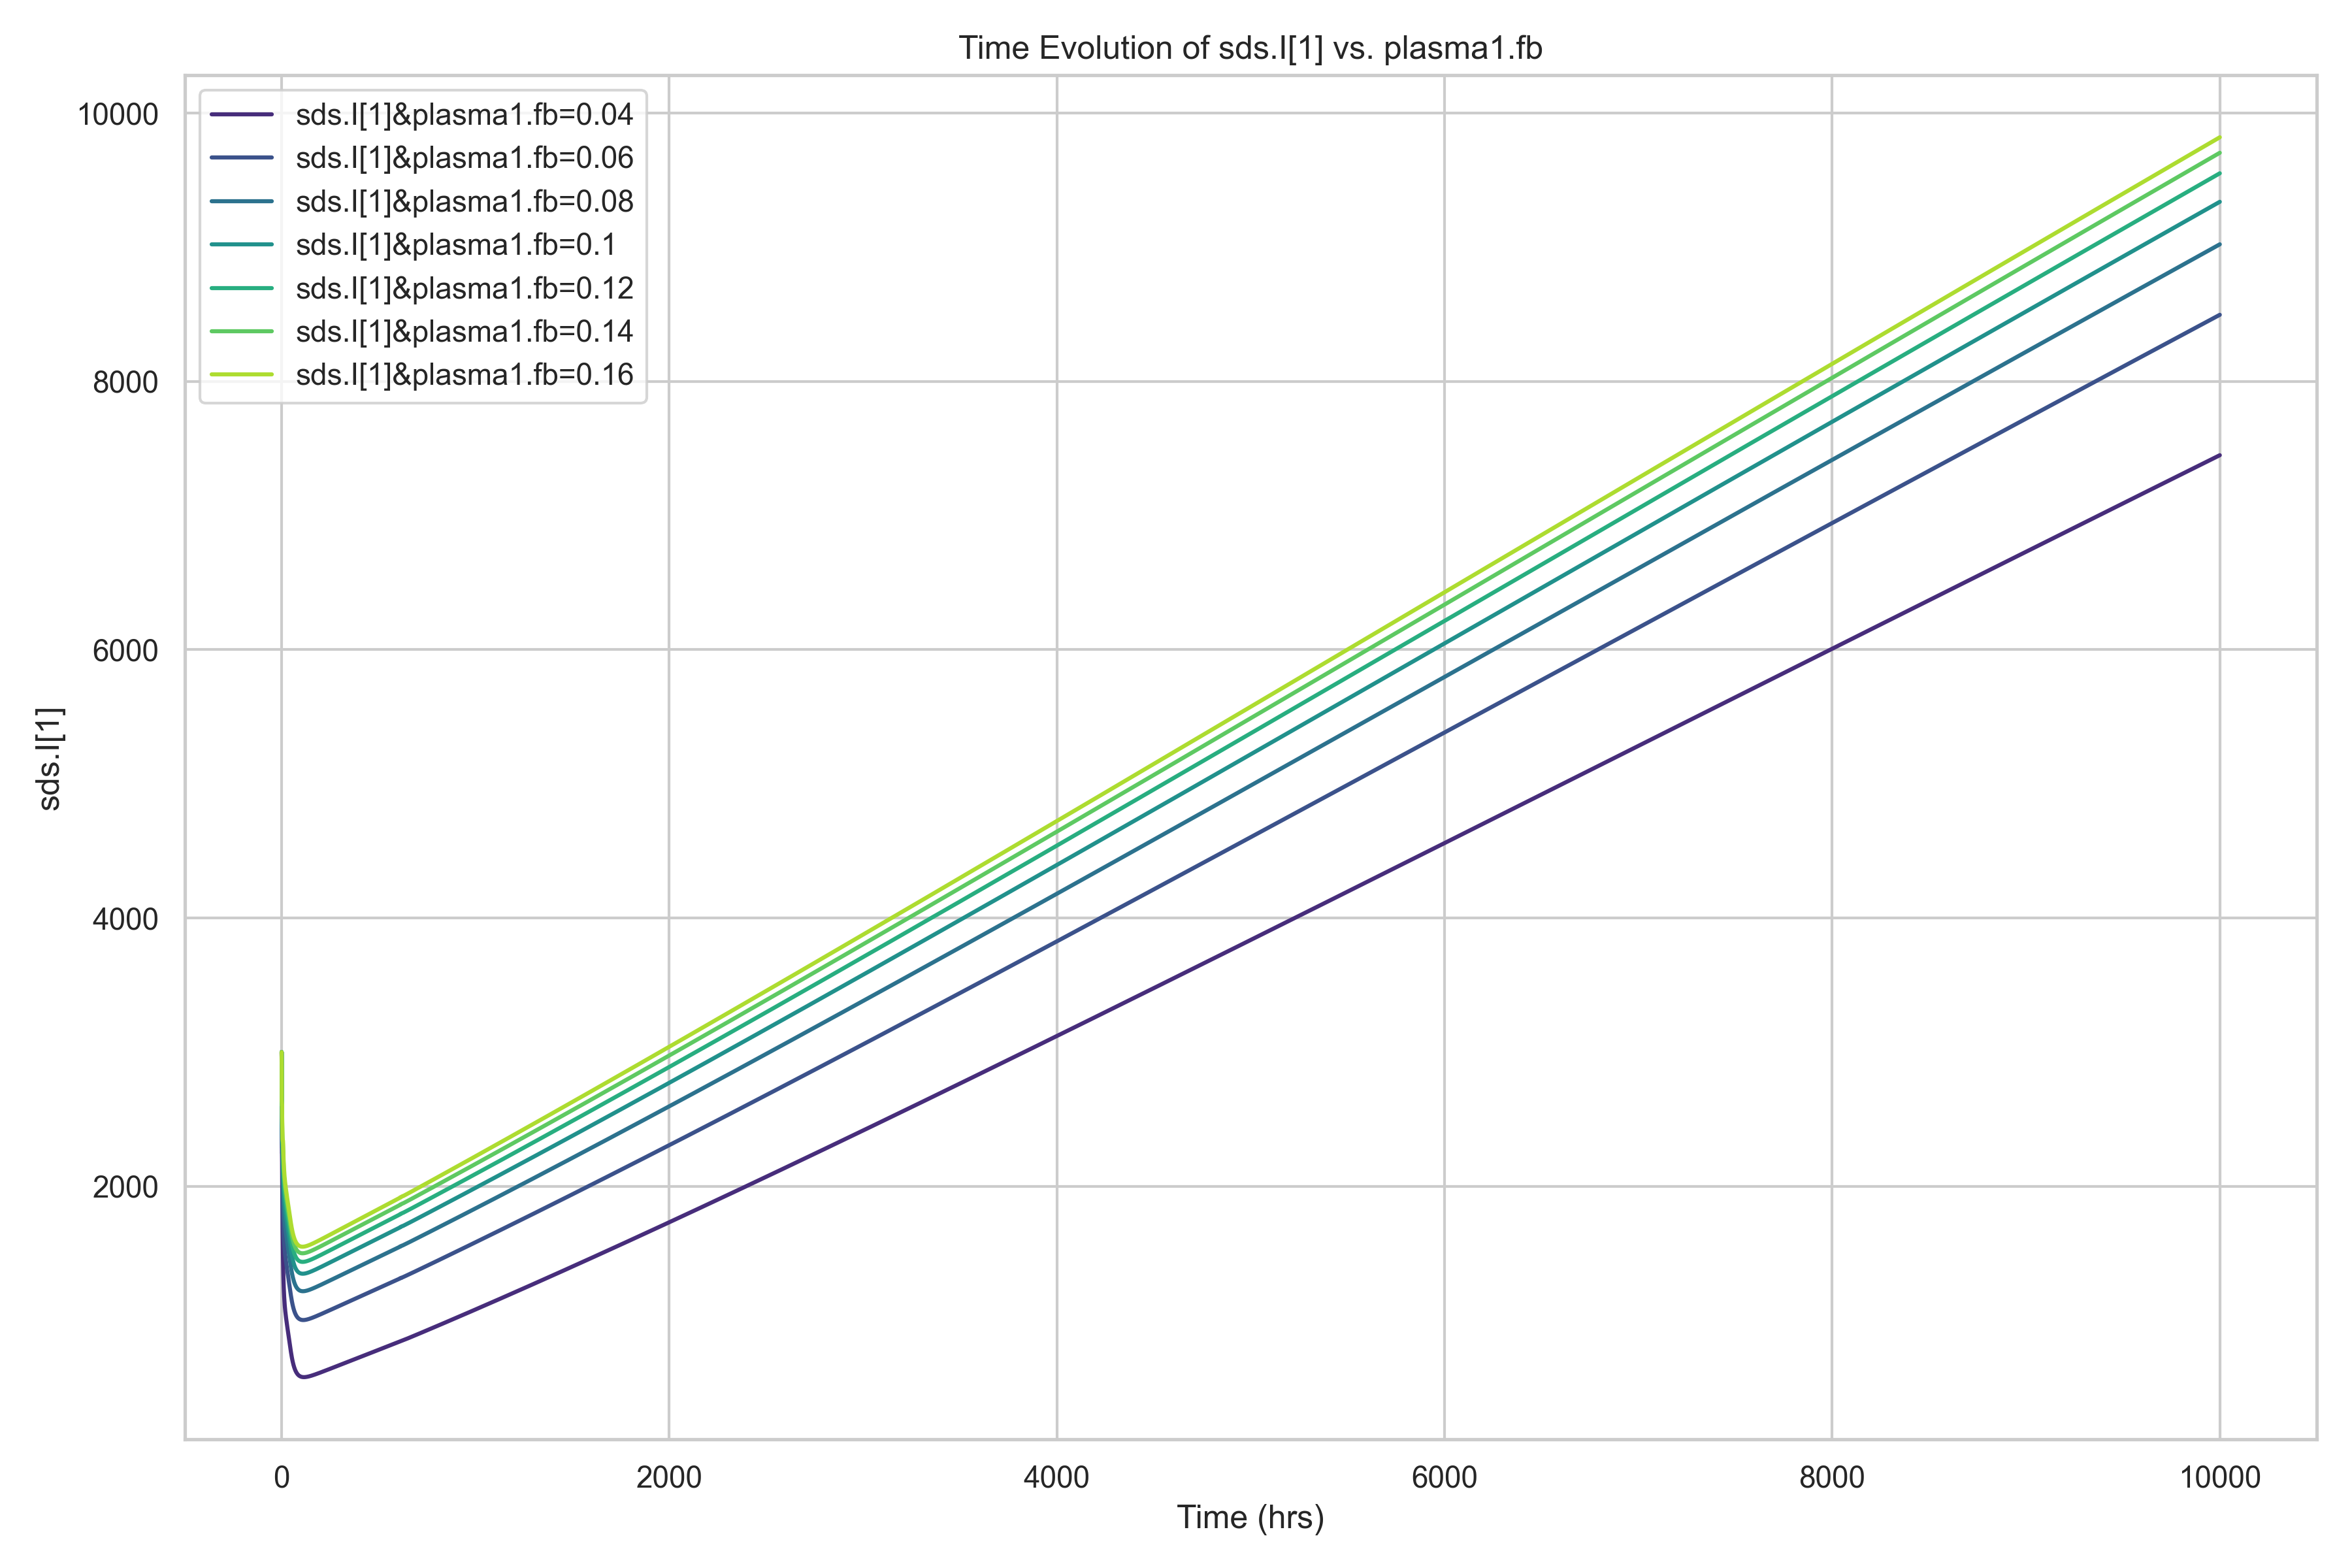 Time Evolution of sds.I[1] vs. plasma1.fb
sds.I[1]&plasma1.fb=0.04
sds.I[1]&plasma1.fb=0.06
sds.I[1]&plasma1.fb=0.08
sds.I[1]&plasma1.fb=0.1
sds.I[1]&plasma1.fb=0.12
sds.I[1]&plasma1.fb=0.14
sds.I[1]&plasma1.fb=0.16
10000
8000
6000
4000
2000
sds.I[1]
0 2000 4000 6000 8000 10000
Time (hrs)